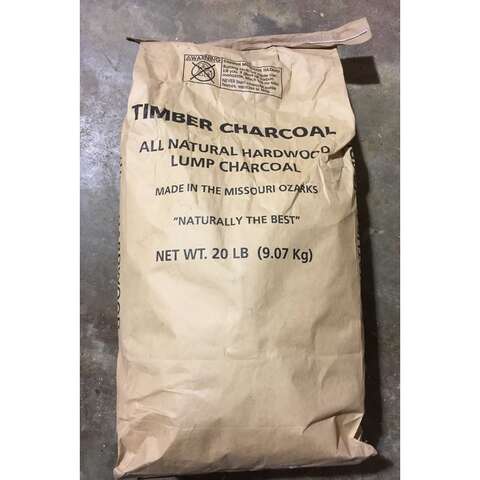 WARNING
TIMBER CHARCOAL
ALL NATURAL HARDWOOD
LUMP CHARCOAL
MADE IN THE MISSOURI OZARKS
"NATURALLY THE BEST"
NET WT. 20 LB (9.07 Kg)